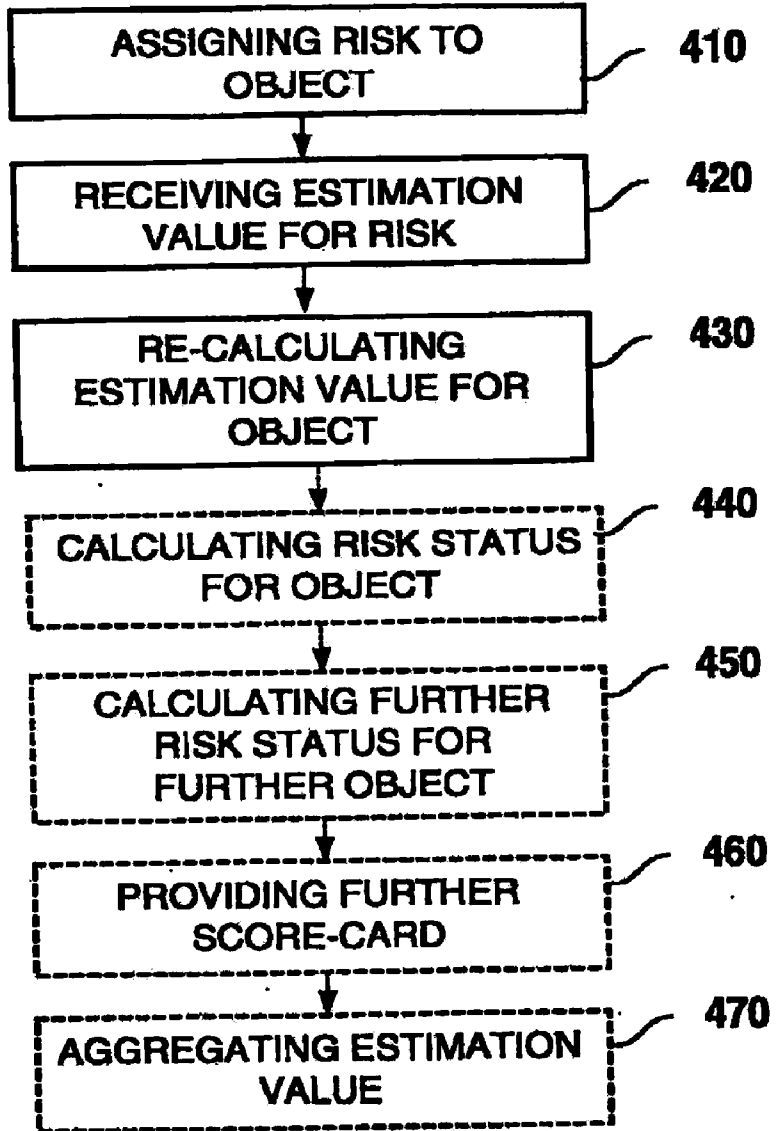 ASSIGNING RISK TO
OBJECT
410
RECEIVING ESTIMATION
VALUE FOR RISK
420
RE-CALCULATING
ESTIMATION VALUE FOR
OBJECT
430
CALCULATING RISK STATUS
FOR OBJECT
440
CALCULATING FURTHER
RISK STATUS FOR
FURTHER OBJECT
450
PROVIDING FURTHER
SCORE-CARD
460
AGGREGATING ESTIMATION
VALUE
470